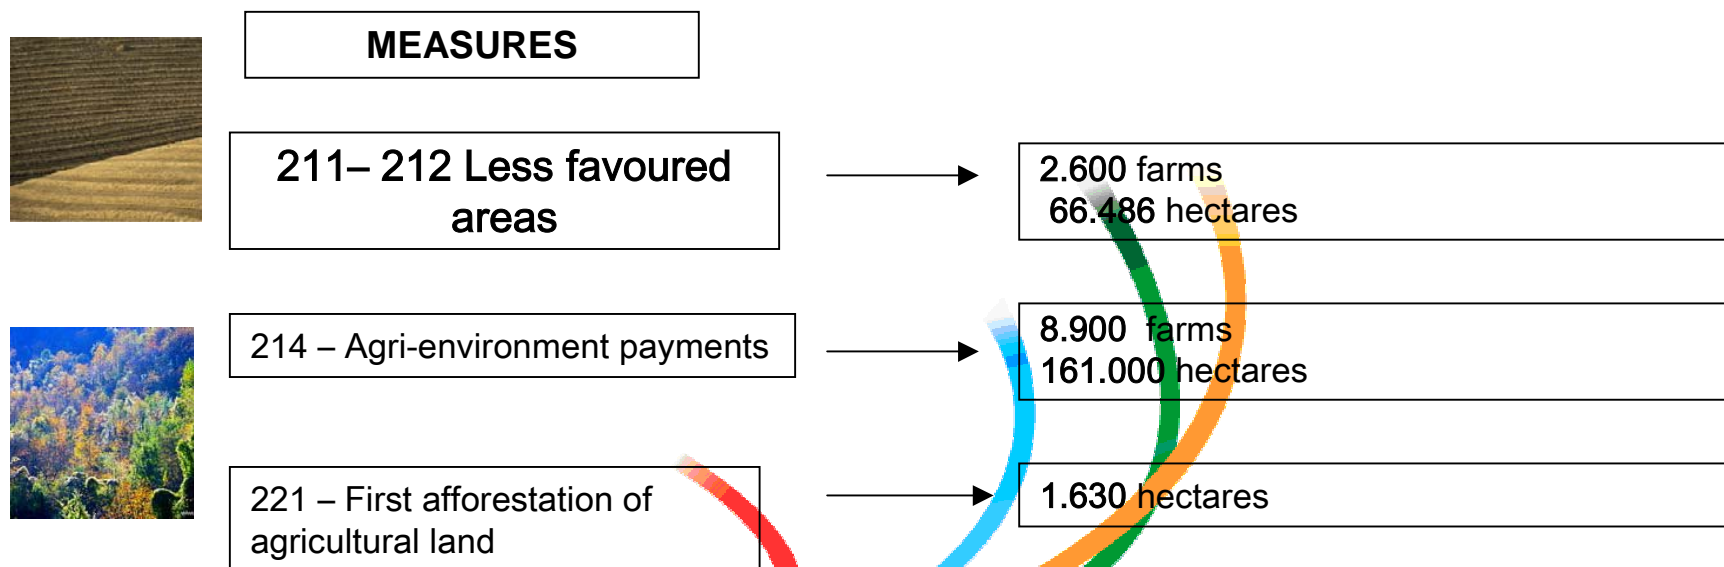 MEASURES
211– 212 Less favoured
areas
2.600 farms
66.486 hectares
214 – Agri-environment payments
8.900 farms
161.000 hectares
221 – First afforestation of
agricultural land
1.630 hectares